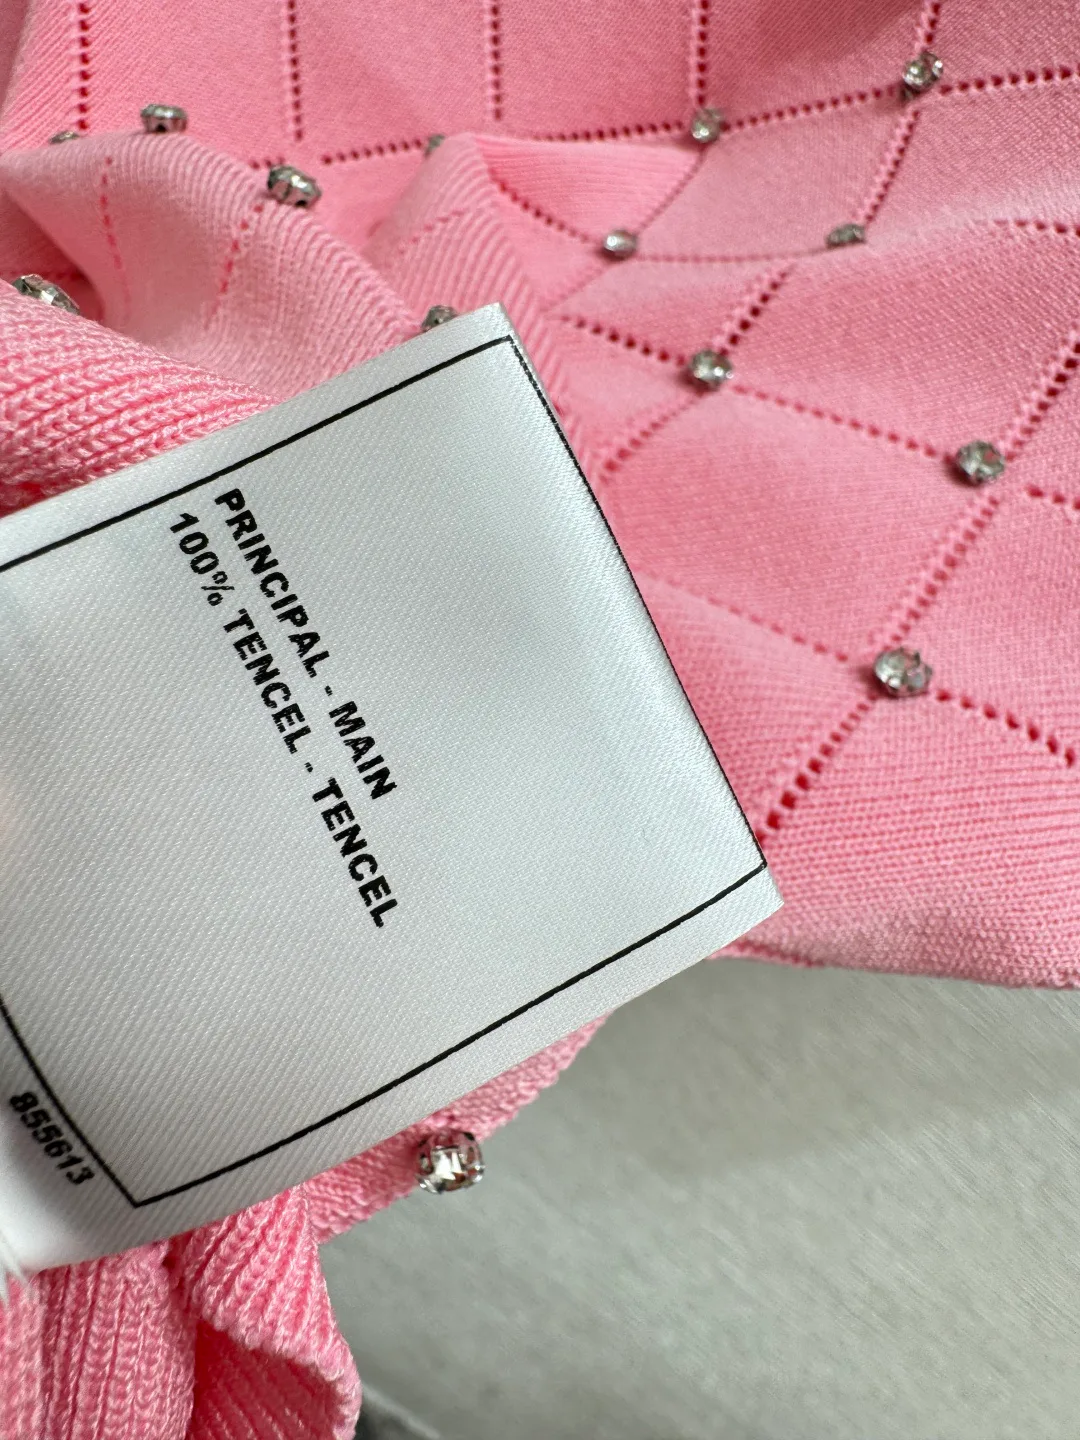 PRINCIPAL - MAIN
100% TENCEL - TENCEL
855613